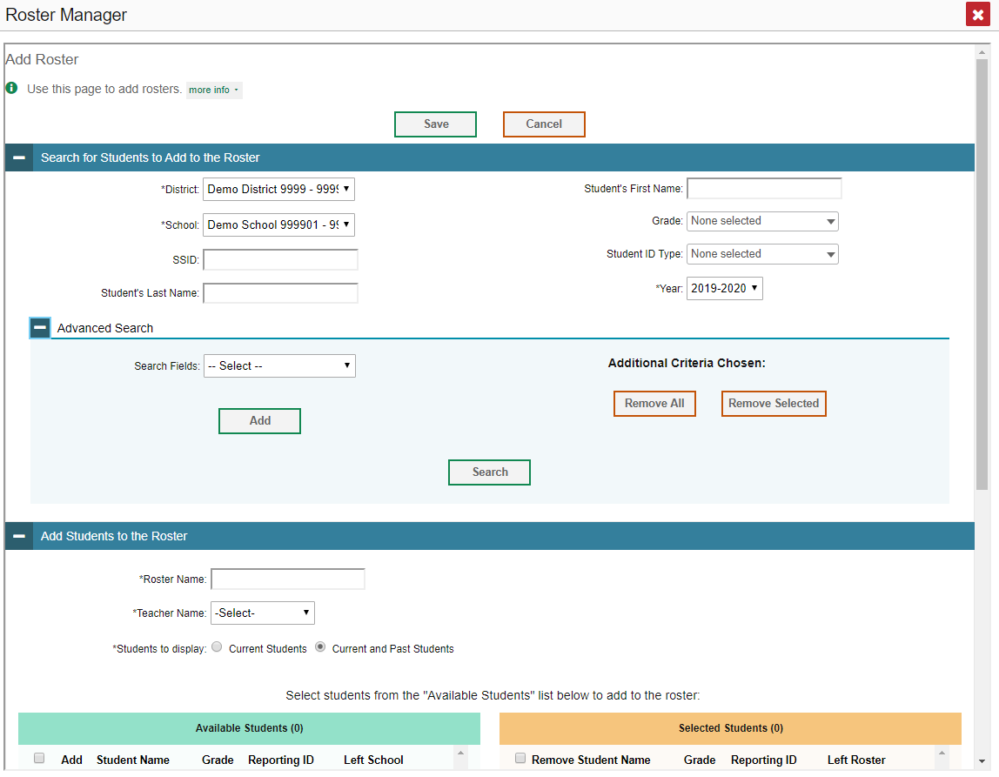 Roster Manager
Add Roster
Use this page to add rosters. more info
Save Cancel
Search for Students to Add to the Roster
*District: Demo District 9999 - 999
Student's First Name:
*School: Demo School 999901 - 9
Grade: None selected
SSID:
Student ID Type: None selected
Student's Last Name:
*Year: 2019-2020
Advanced Search
Search Fields: -- Select --
Additional Criteria Chosen:
Remove All Remove Selected
Add
Search
Add Students to the Roster
*Roster Name:
*Teacher Name: -Select-
*Students to display: Current Students Current and Past Students
Select students from the "Available Students" list below to add to the roster:
Available Students (0) Selected Students (0)
Add Student Name Grade Reporting ID Left School
Remove Student Name Grade Reporting ID Left Roster